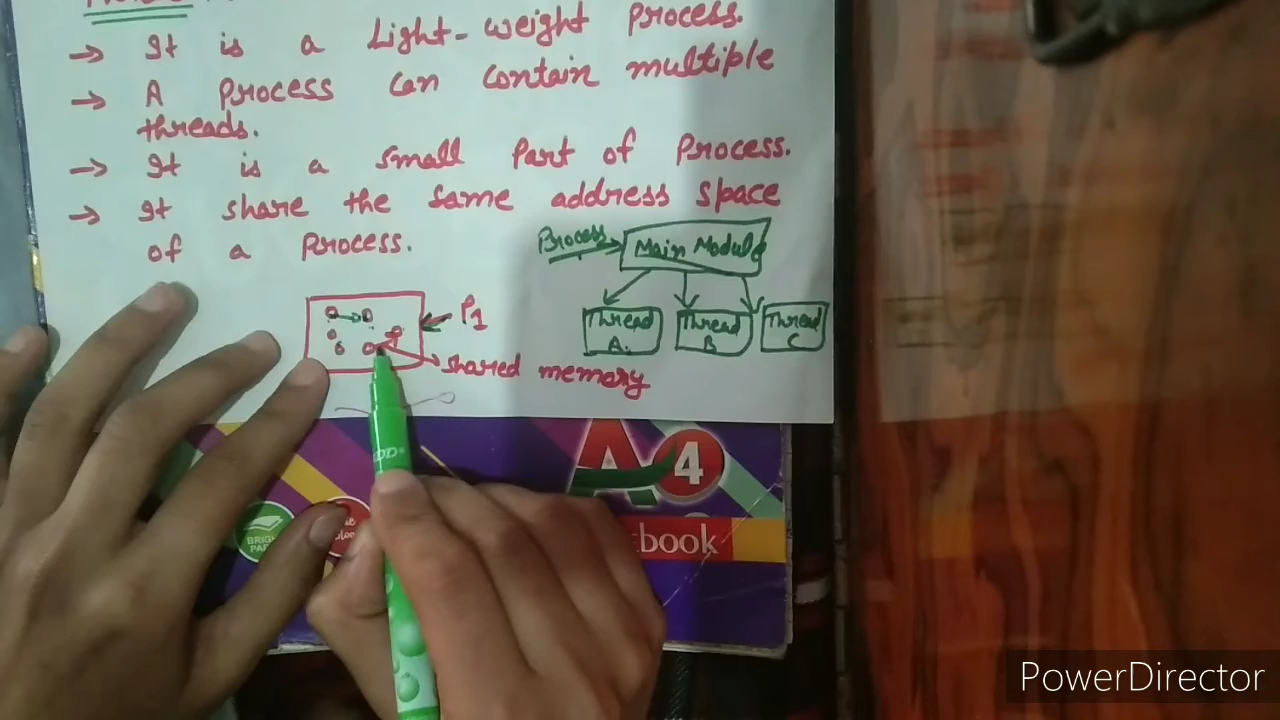 → It is a Light-weight process.
→ A process can contain multiple
threads.
→ It is a small part of process.
→ It share the same address space
of a process.
Process → Main Module
Thread A.
Thread B
Thread C
P1
shared memory
A4
book
BRIGH
PowerDirector